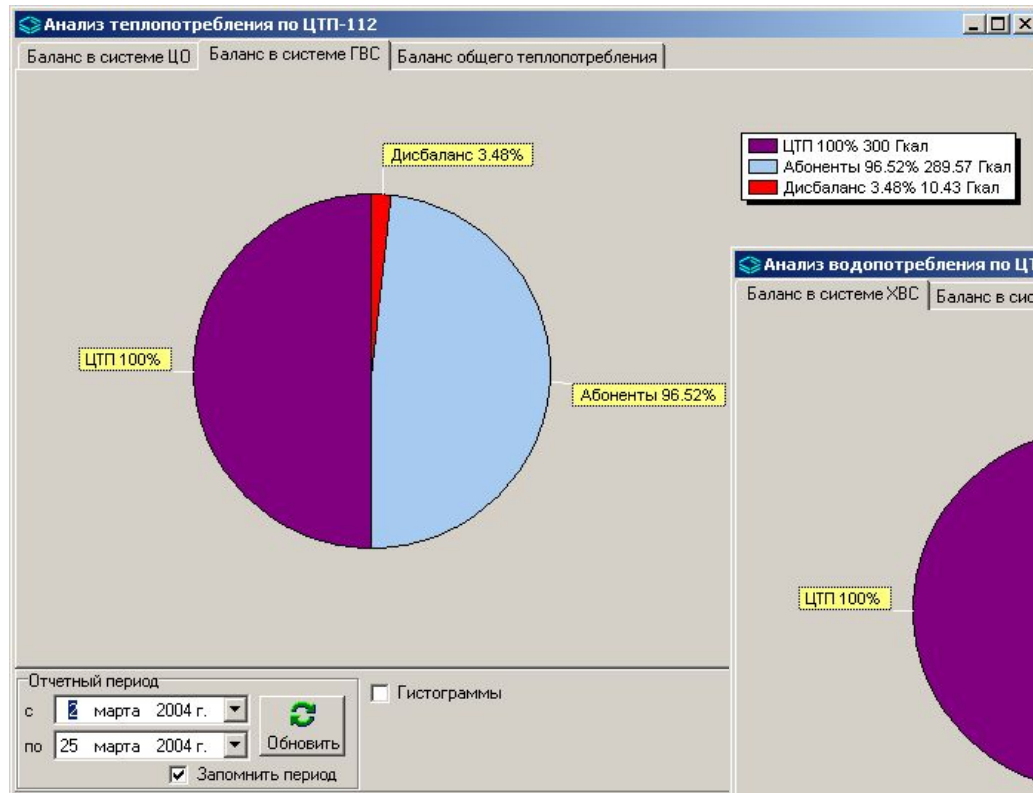 Анализ теплопотребления по ЦТП-112
Баланс в системе ЦО Баланс в системе ГВС Баланс общего теплопотребления
Дисбаланс 3.48%
ЦТП 100% 300 Гкал
Абоненты 96.52% 289.57 Гкал
Дисбаланс 3.48% 10.43 Гкал
ЦТП 100%
Абоненты 96.52%
Анализ водопотребления по ЦТ
Баланс в системе ХВС Баланс в сис
ЦТП 100%
Отчетный период
с 2 марта 2004 г.
по 25 марта 2004 г.
Обновить
Запомнить период
Гистограммы